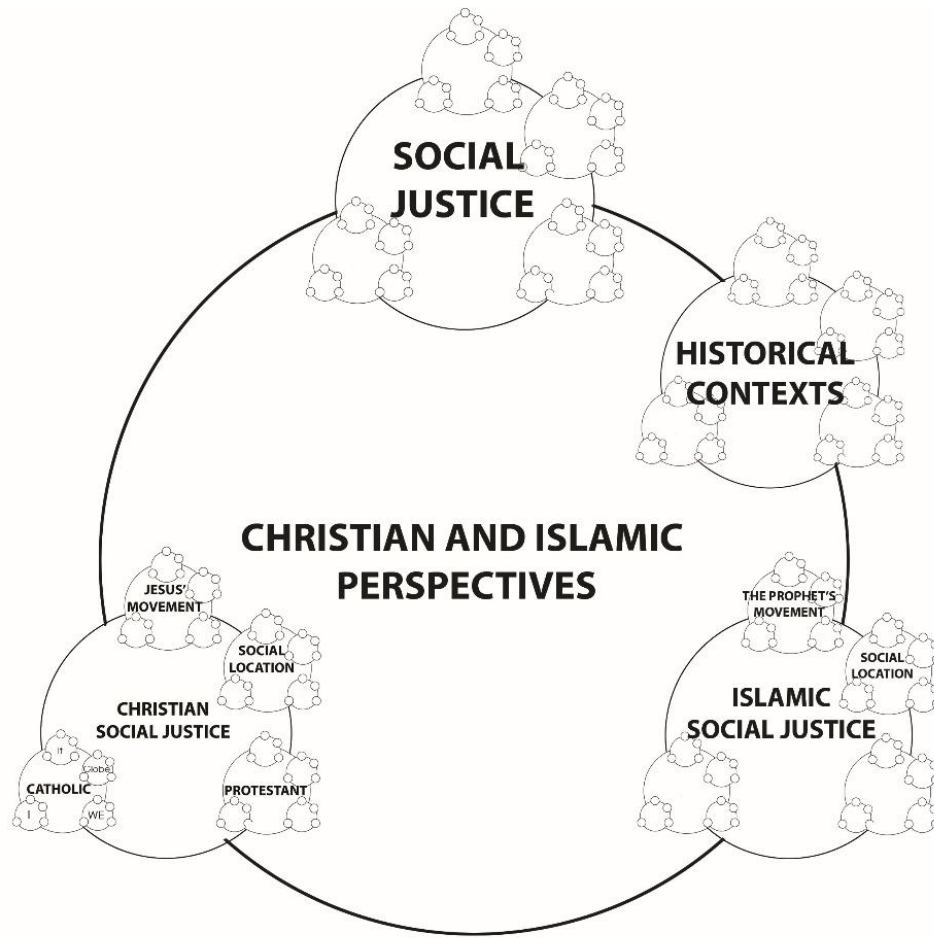 SOCIAL
JUSTICE
HISTORICAL
CONTEXTS
CHRISTIAN AND ISLAMIC
PERSPECTIVES
JESUS'
MOVEMENT
SOCIAL
LOCATION
CHRISTIAN
SOCIAL JUSTICE
It
Globe
CATHOLIC
I
WE
PROTESTANT
THE PROPHET'S
MOVEMENT
SOCIAL
LOCATION
ISLAMIC
SOCIAL JUSTICE